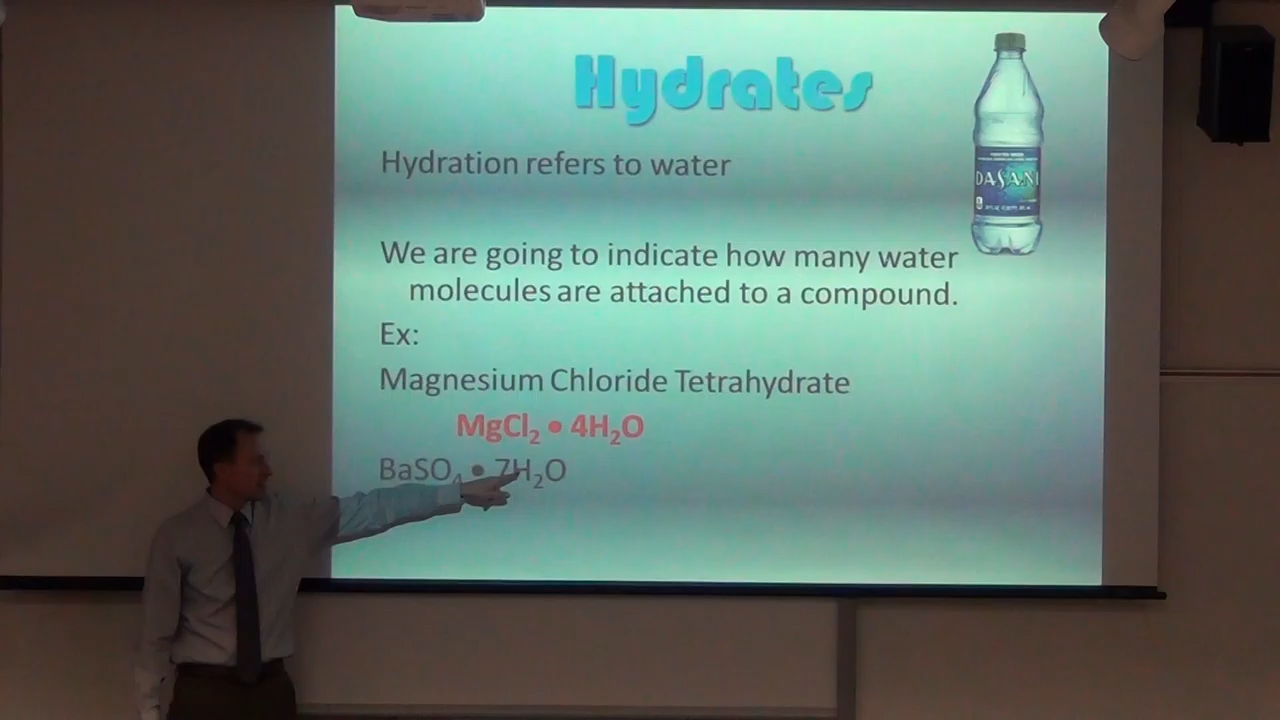 Hydrates
Hydration refers to water
DASANI
We are going to indicate how many water
molecules are attached to a compound.
Ex:
Magnesium Chloride Tetrahydrate
MgCl₂ • 4H₂O
BaSO₄ • 7H₂O